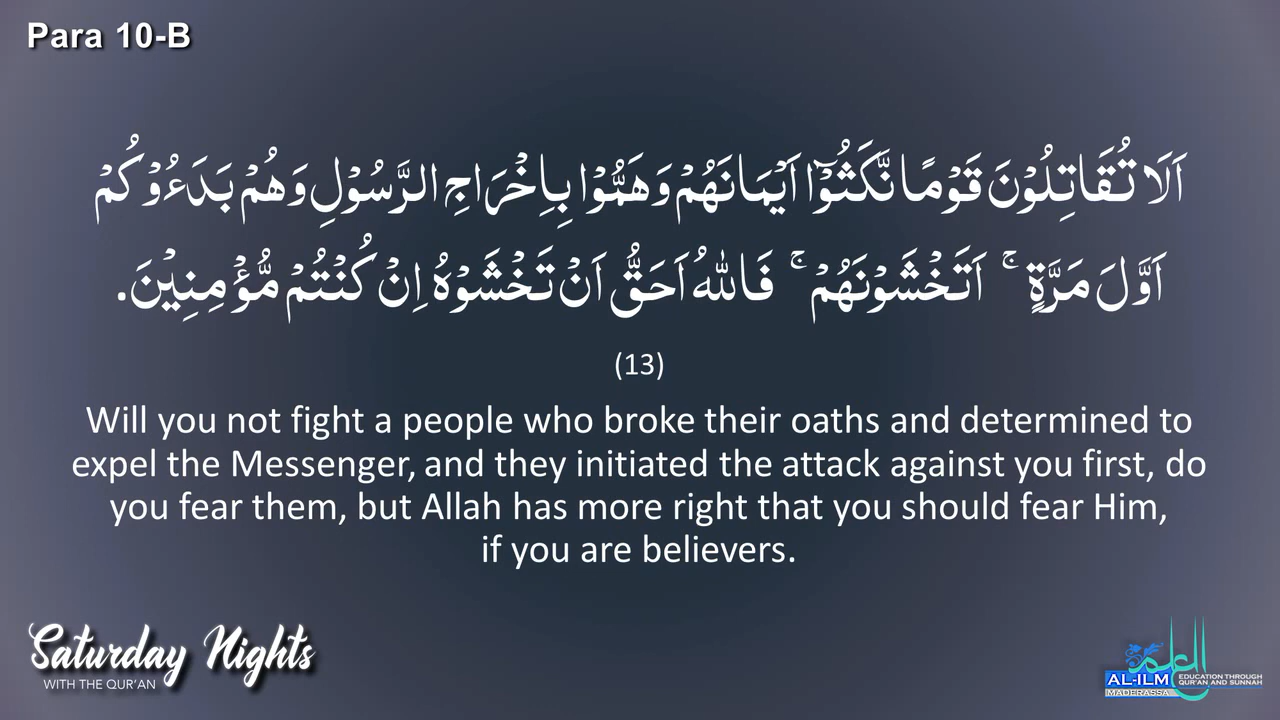 Para 10-B
اَلَا تُقَاتِلُوْنَ قَوْمًا نَّكَثُوْۤا اَيْمَانَهُمْ وَهَمُّوْا بِاِخْرَاجِ الرَّسُوْلِ وَهُمْ بَدَءُوْكُمْ
اَوَّلَ مَرَّةٍ ۚ اَتَخْشَوْنَهُمْ ۚ فَاللّٰهُ اَحَقُّ اَنْ تَخْشَوْهُ اِنْ كُنْتُمْ مُّؤْمِنِيْنَ.
(13)
Will you not fight a people who broke their oaths and determined to
expel the Messenger, and they initiated the attack against you first, do
you fear them, but Allah has more right that you should fear Him,
if you are believers.
Saturday Nights
WITH THE QUR'AN
العلم
AL-ILM
MADERASSA
EDUCATION THROUGH
QUR'AN AND SUNNAH